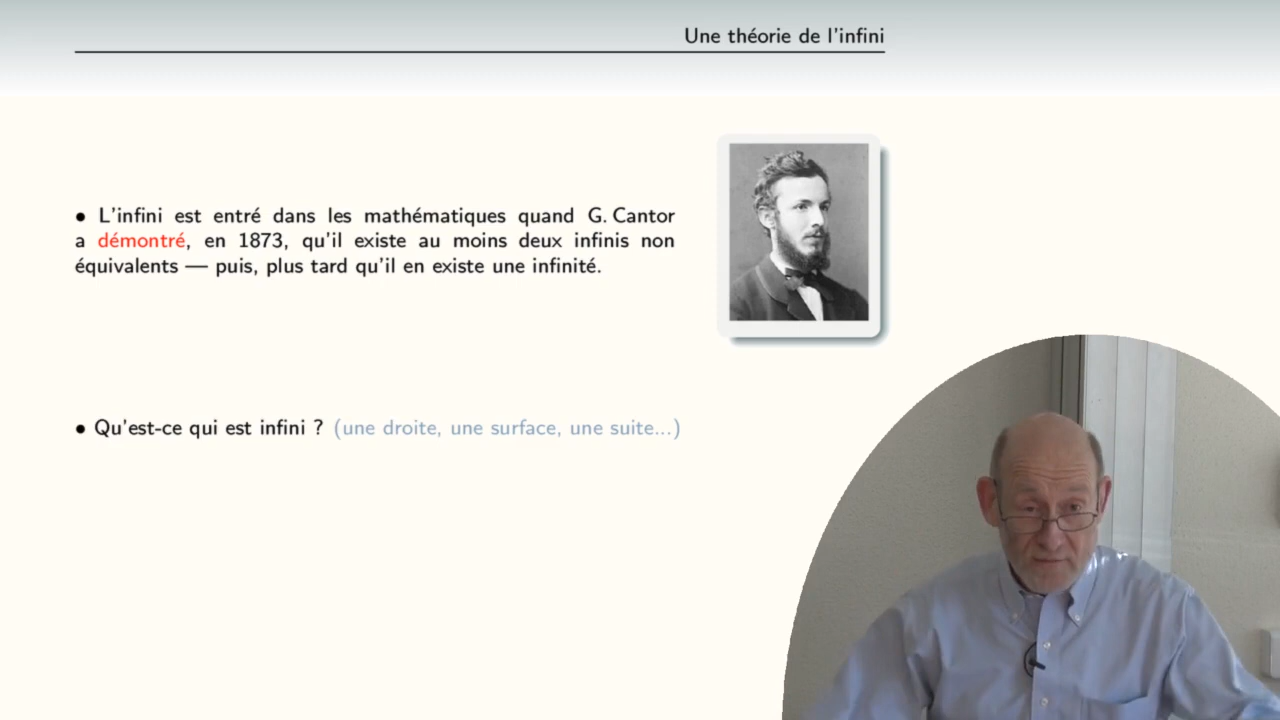 Une théorie de l'infini
• L'infini est entré dans les mathématiques quand G. Cantor
a démontré, en 1873, qu'il existe au moins deux infinis non
équivalents — puis, plus tard qu'il en existe une infinité.
• Qu'est-ce qui est infini ? (une droite, une surface, une suite...)